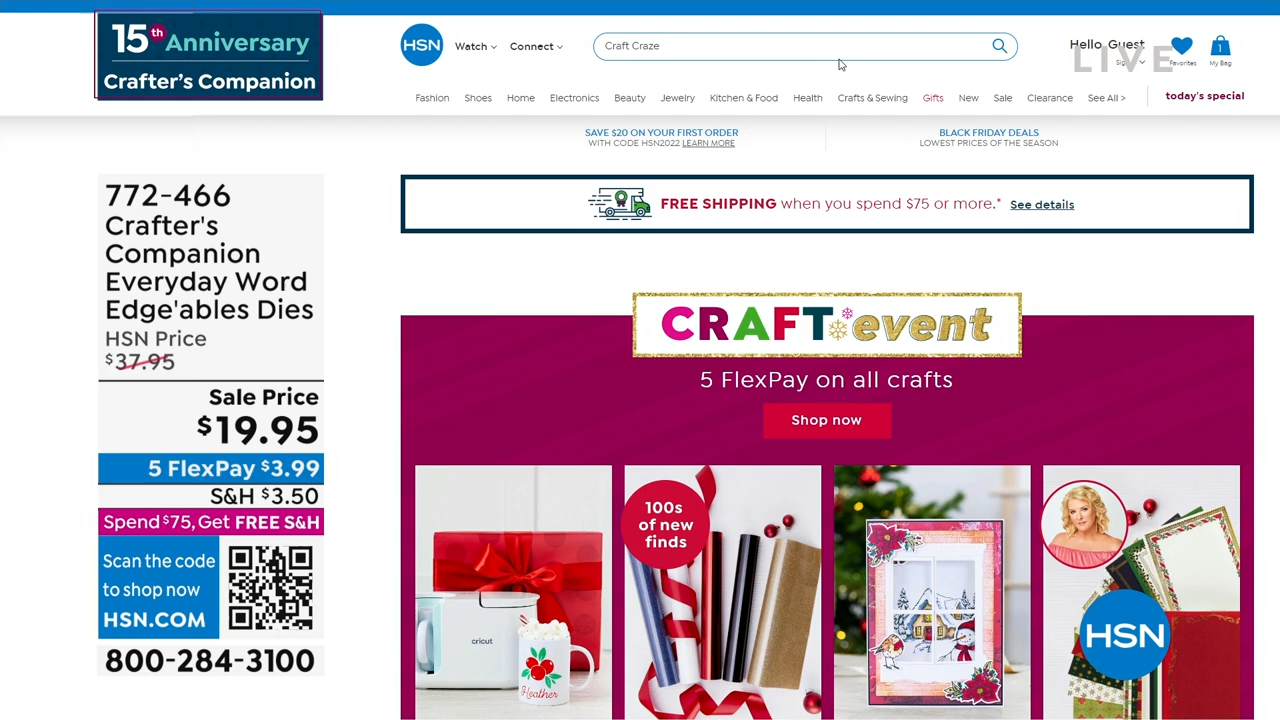 15th Anniversary
Crafter's Companion
HSN
Watch
Connect
Craft Craze
Hello, Guest
LIVE
Favorites
1
My Bag
Fashion
Shoes
Home
Electronics
Beauty
Jewelry
Kitchen & Food
Health
Crafts & Sewing
Gifts
New
Sale
Clearance
See All >
today's special
SAVE $20 ON YOUR FIRST ORDER
WITH CODE HSN2022 LEARN MORE
BLACK FRIDAY DEALS
LOWEST PRICES OF THE SEASON
772-466
Crafter's
Companion
Everyday Word
Edge'ables Dies
HSN Price
$37.95
Sale Price
$19.95
5 FlexPay $3.99
S&H $3.50
Spend $75, Get FREE S&H
Scan the code
to shop now
HSN.COM
800-284-3100
FREE SHIPPING when you spend $75 or more.* See details
CRAFT event
5 FlexPay on all crafts
Shop now
100s
of new
finds
cricut
Heather
HSN